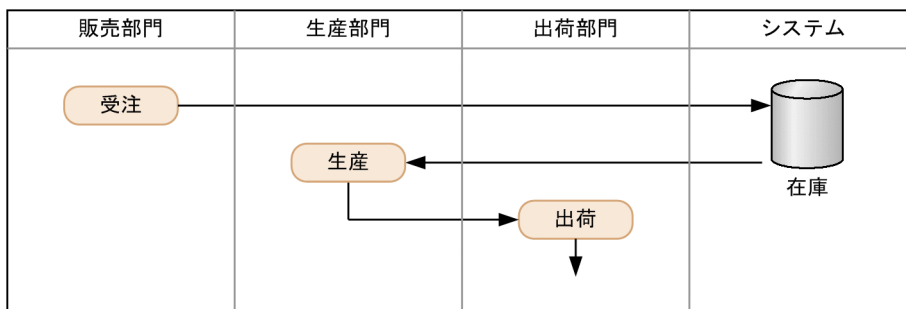 販売部門
生産部門
出荷部門
システム
受注
生産
在庫
出荷